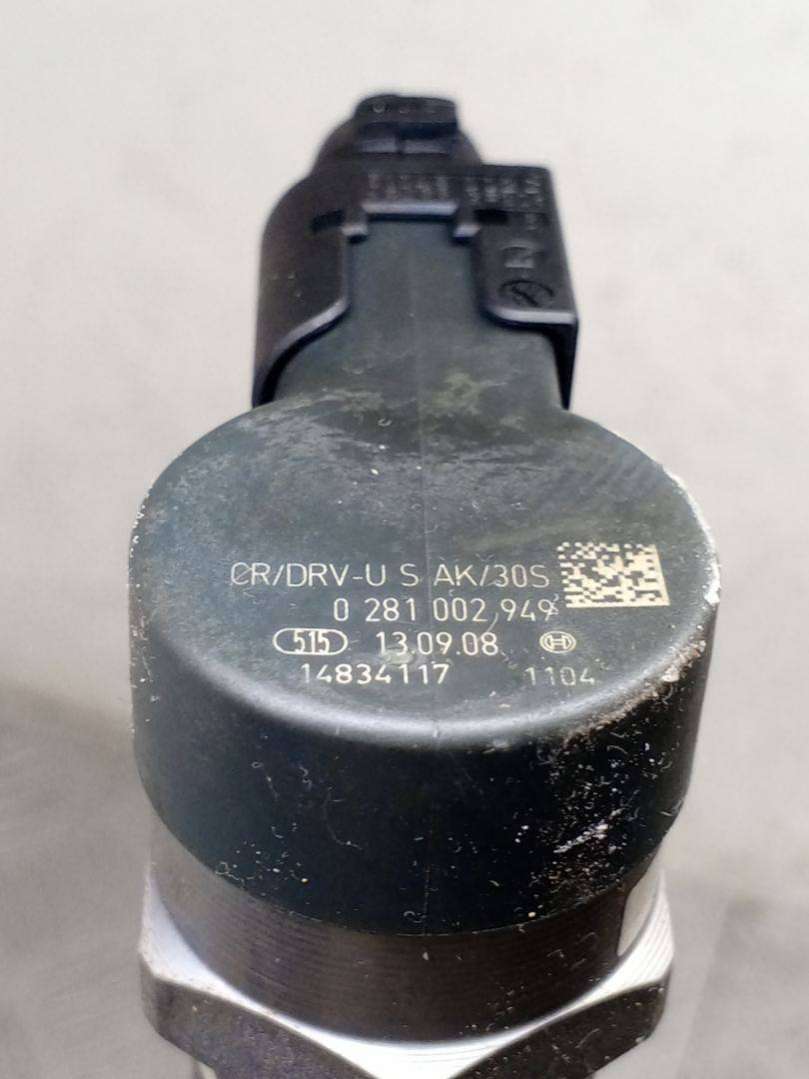 CR/DRV-U S AK/30S
0 281 002 949
515 13.09.08
14834117 1104